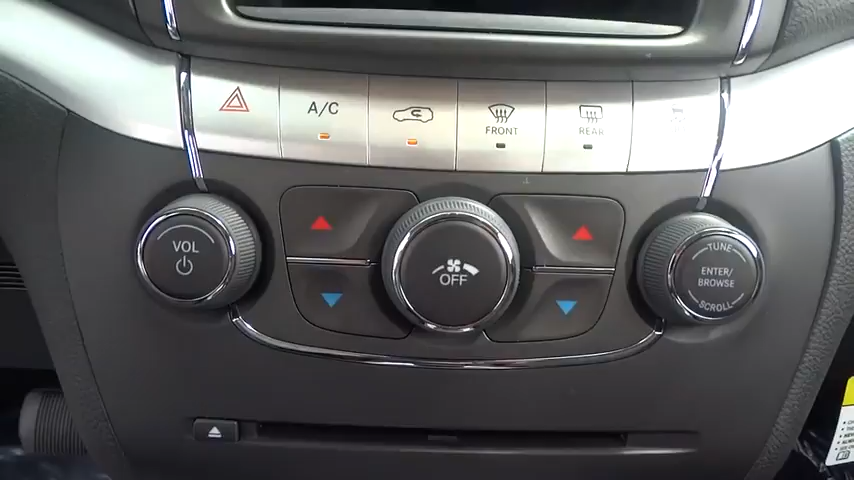 A/C
FRONT
REAR
VOL
OFF
TUNE
ENTER/
BROWSE
SCROLL